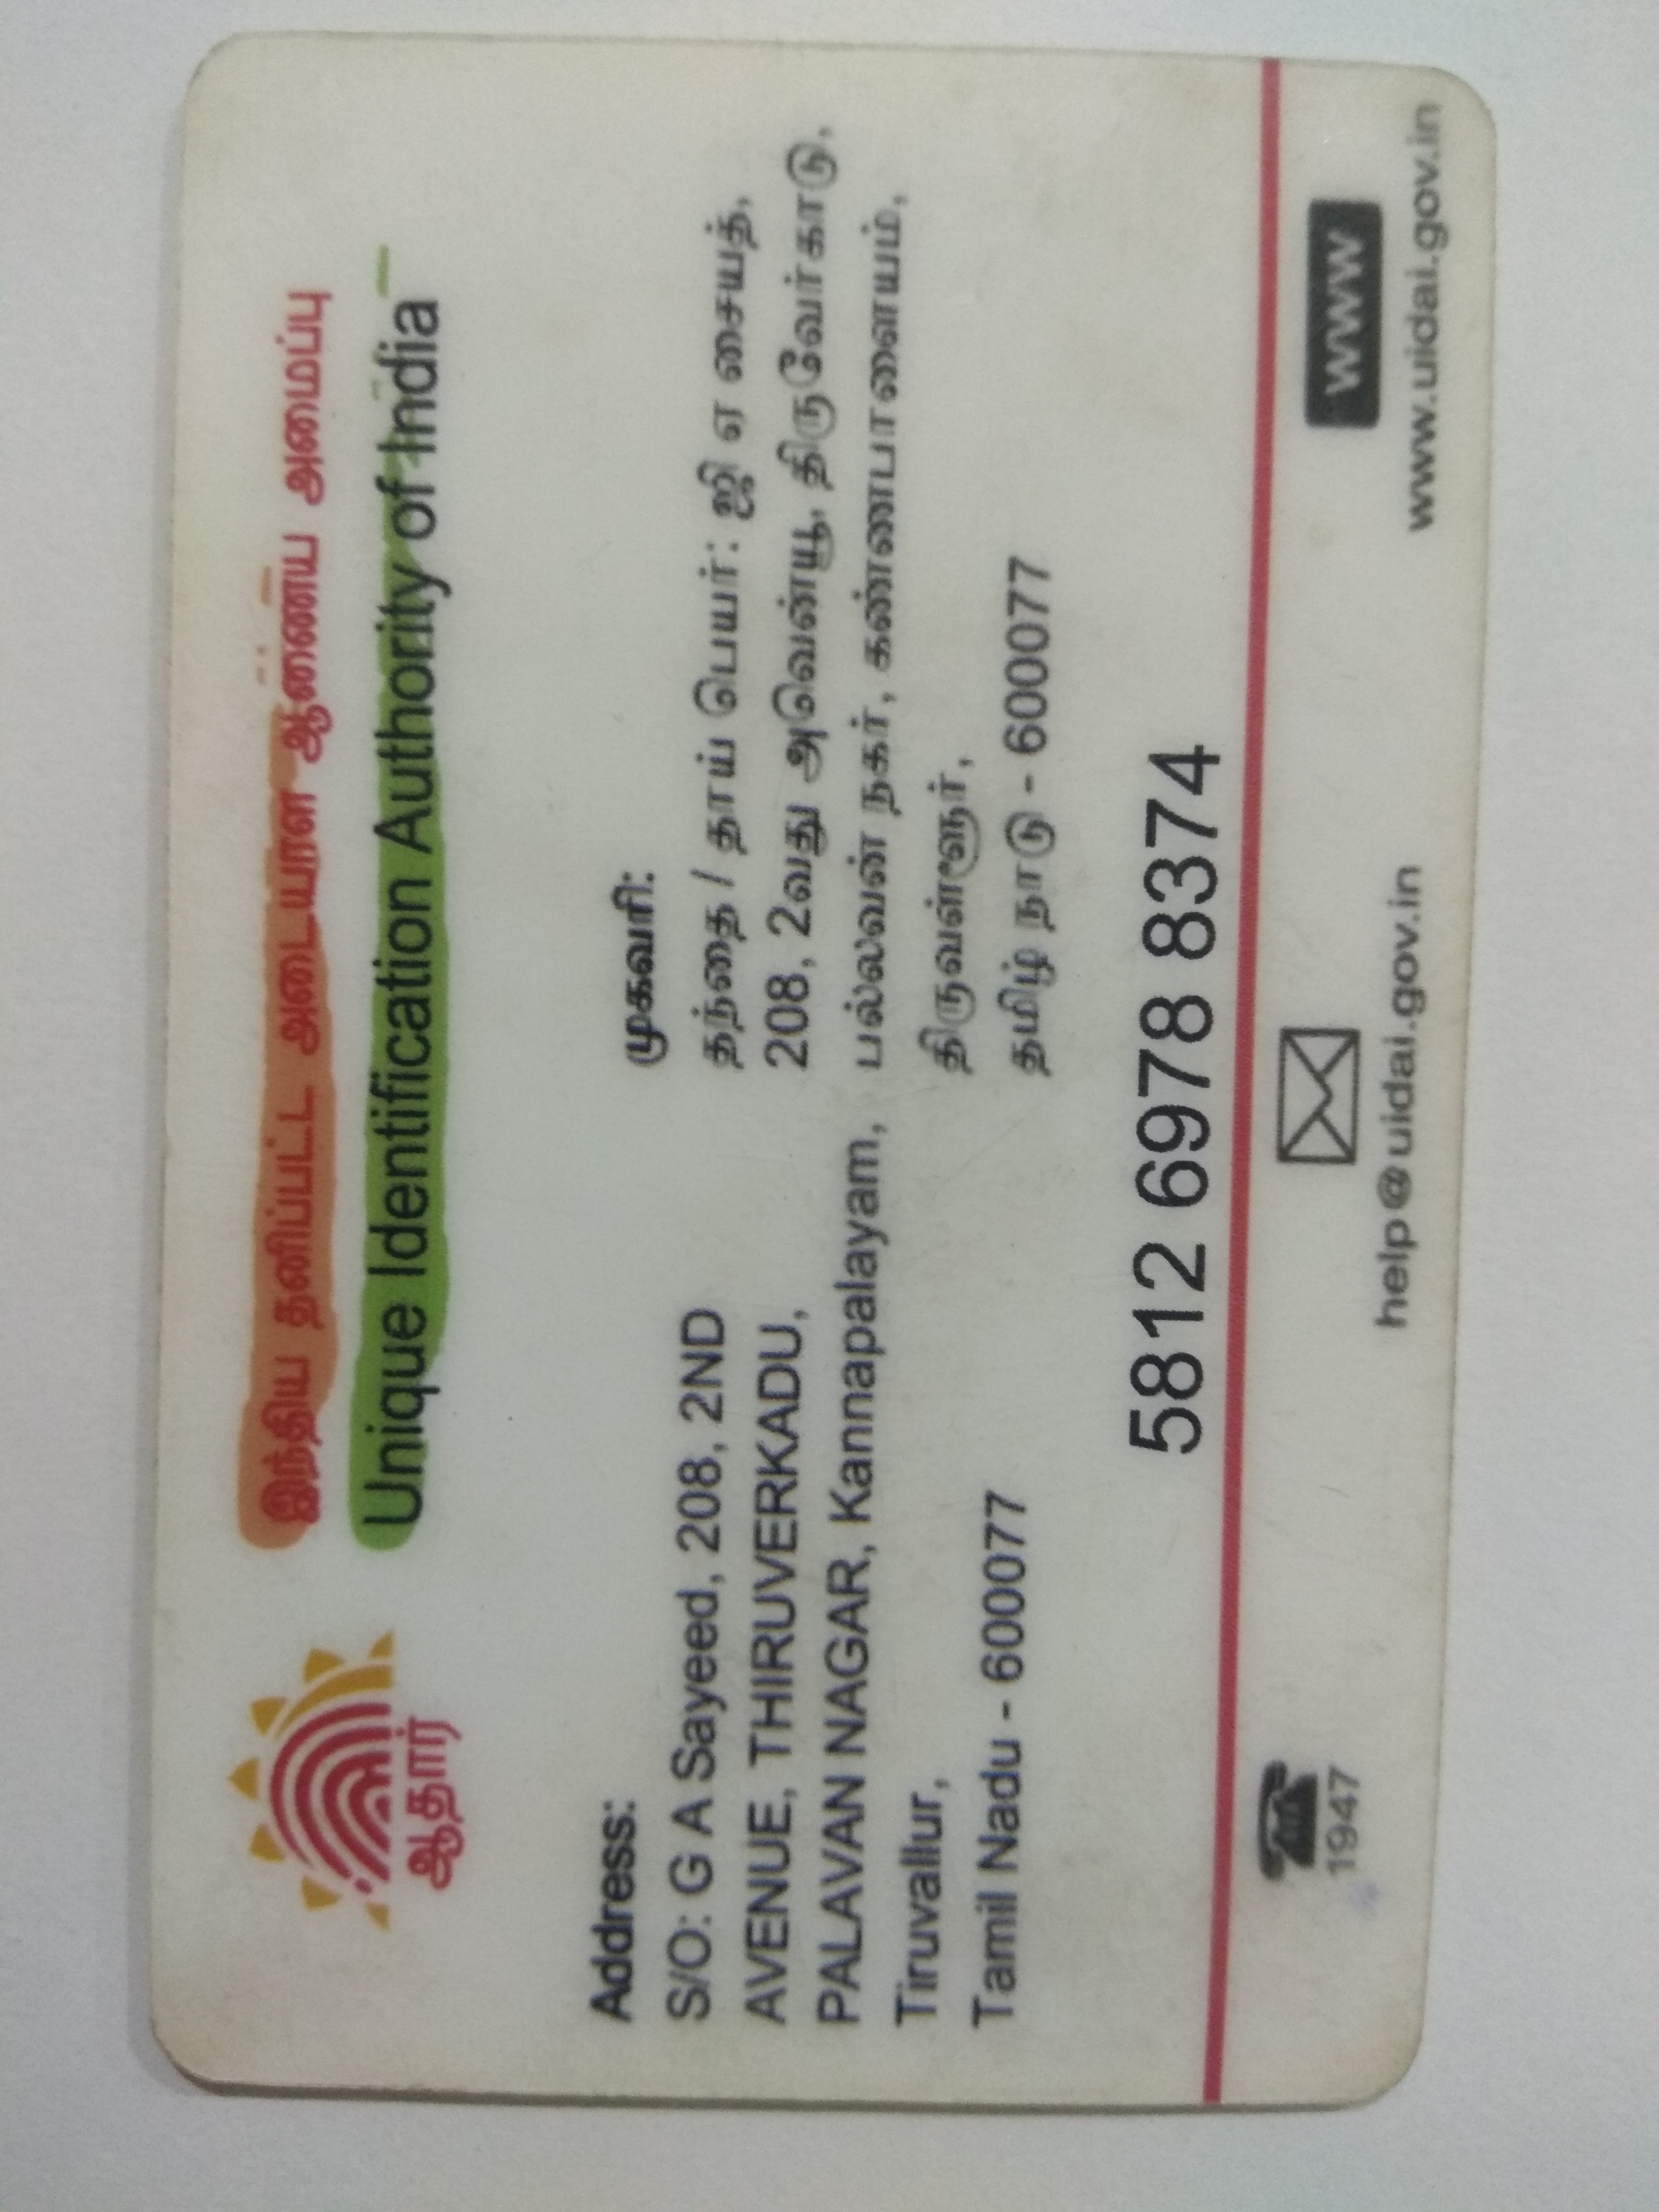 இந்திய தனிப்பட்ட அடையாள ஆணைய அமைப்பு
Unique Identification Authority of India
ஆதார்
Address:
S/O: G A Sayeed, 208, 2ND
AVENUE, THIRUVERKADU,
PALAVAN NAGAR, Kannapalayam,
Tiruvallur,
Tamil Nadu - 600077
முகவரி:
தந்தை / தாய் பெயர்: ஜி ஏ சையத்,
208, 2வது அவென்யூ, திருவேர்காடு,
பல்லவன் நகர், கண்ணபாளையம்,
திருவள்ளூர்,
தமிழ் நாடு - 600077
5812 6978 8374
1947
help@uidai.gov.in
WWW
www.uidai.gov.in